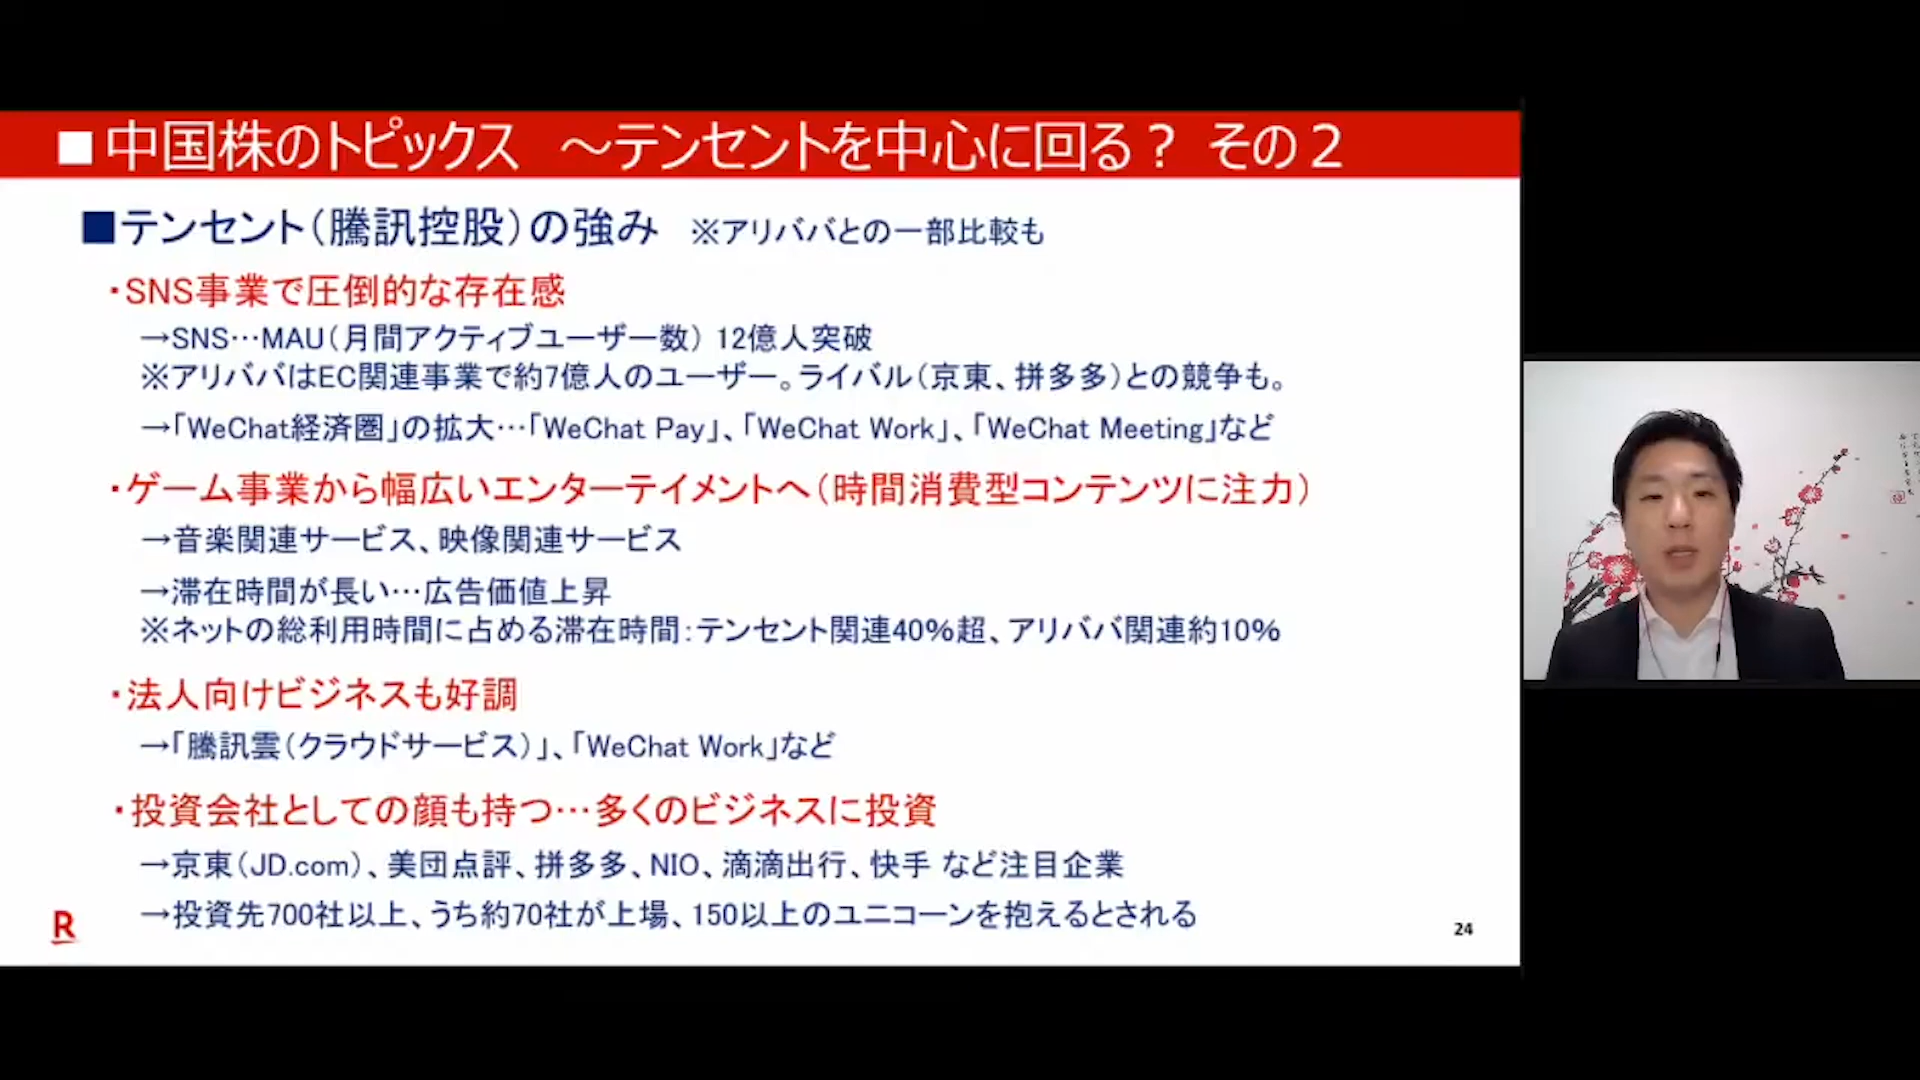 ■中国株のトピックス ～テンセントを中心に回る？ その２
■テンセント（騰訊控股）の強み ※アリババとの一部比較も
・SNS事業で圧倒的な存在感
→SNS…MAU（月間アクティブユーザー数） 12億人突破
※アリババはEC関連事業で約7億人のユーザー。ライバル（京東、拼多多）との競争も。
→「WeChat経済圏」の拡大…「WeChat Pay」、「WeChat Work」、「WeChat Meeting」など
・ゲーム事業から幅広いエンターテイメントへ（時間消費型コンテンツに注力）
→音楽関連サービス、映像関連サービス
→滞在時間が長い…広告価値上昇
※ネットの総利用時間に占める滞在時間：テンセント関連40％超、アリババ関連約10％
・法人向けビジネスも好調
→「騰訊雲（クラウドサービス）」、「WeChat Work」など
・投資会社としての顔も持つ…多くのビジネスに投資
→京東（JD.com）、美団点評、拼多多、NIO、滴滴出行、快手 など注目企業
→投資先700社以上、うち約70社が上場、150以上のユニコーンを抱えるとされる
R
24